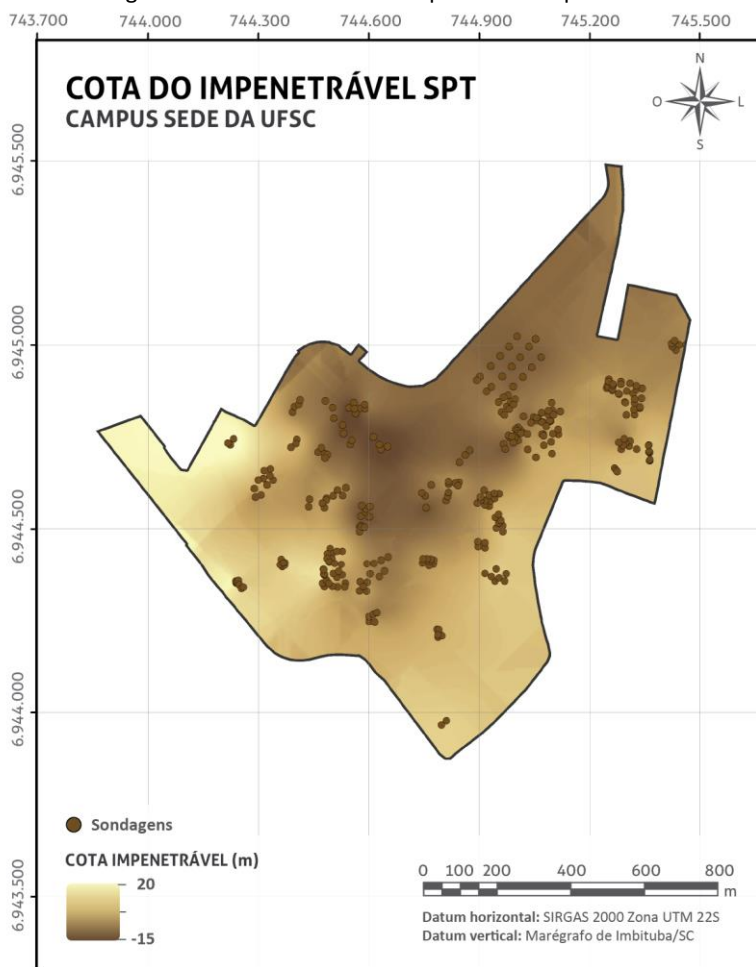 743.700 744.000 744.300 744.600 744.900 745.200 745.500
COTA DO IMPENETRÁVEL SPT
CAMPUS SEDE DA UFSC
N
O L
S
6.945.500
6.945.000
6.944.500
6.944.000
6.943.500
Sondagens
COTA IMPENETRÁVEL (m)
20
-15
0 100 200 400 600 800
m
Datum horizontal: SIRGAS 2000 Zona UTM 22S
Datum vertical: Marégrafo de Imbituba/SC